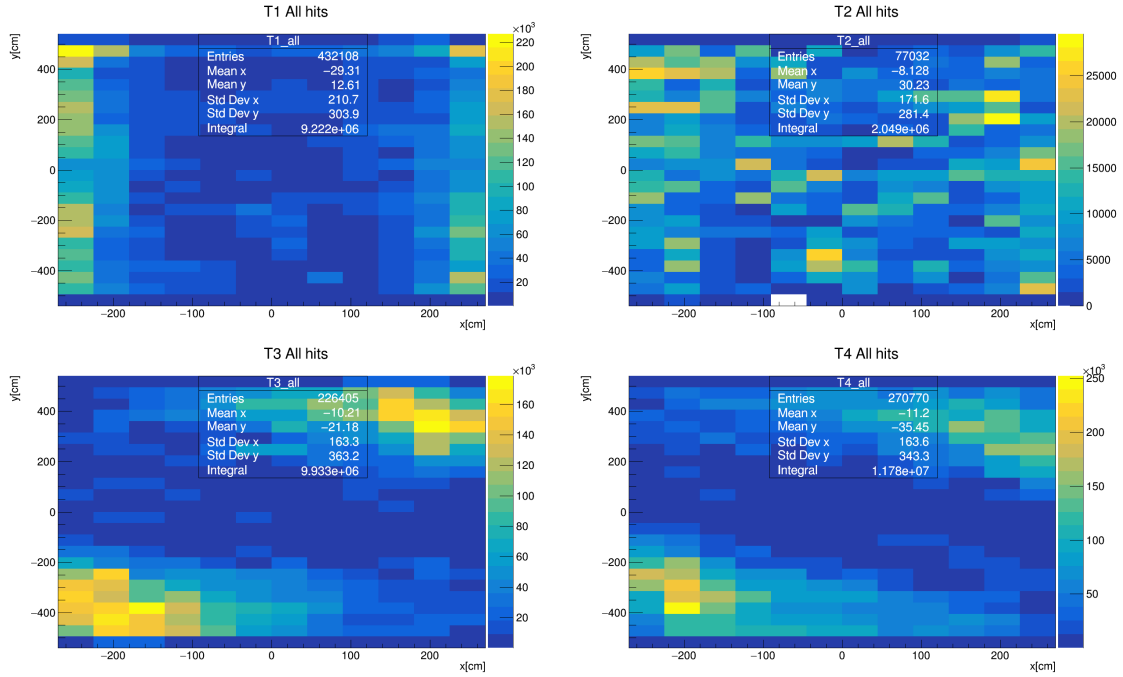 T1 All hits
y[cm]
×10³
T1_all
Entries 432108
Mean x −29.31
Mean y 12.61
Std Dev x 210.7
Std Dev y 303.9
Integral 9.222e+06
400
200
0
−200
−400
−200 −100 0 100 200
x[cm]
220
200
180
160
140
120
100
80
60
40
20
T2 All hits
y[cm]
T2_all
Entries 77032
Mean x −8.128
Mean y 30.23
Std Dev x 171.6
Std Dev y 281.4
Integral 2.049e+06
400
200
0
−200
−400
−200 −100 0 100 200
x[cm]
25000
20000
15000
10000
5000
0
T3 All hits
y[cm]
×10³
T3_all
Entries 226405
Mean x −10.21
Mean y −21.18
Std Dev x 163.3
Std Dev y 363.2
Integral 9.933e+06
400
200
0
−200
−400
−200 −100 0 100 200
x[cm]
160
140
120
100
80
60
40
20
T4 All hits
y[cm]
×10³
T4_all
Entries 270770
Mean x −11.2
Mean y −35.45
Std Dev x 163.6
Std Dev y 343.3
Integral 1.178e+07
400
200
0
−200
−400
−200 −100 0 100 200
x[cm]
250
200
150
100
50